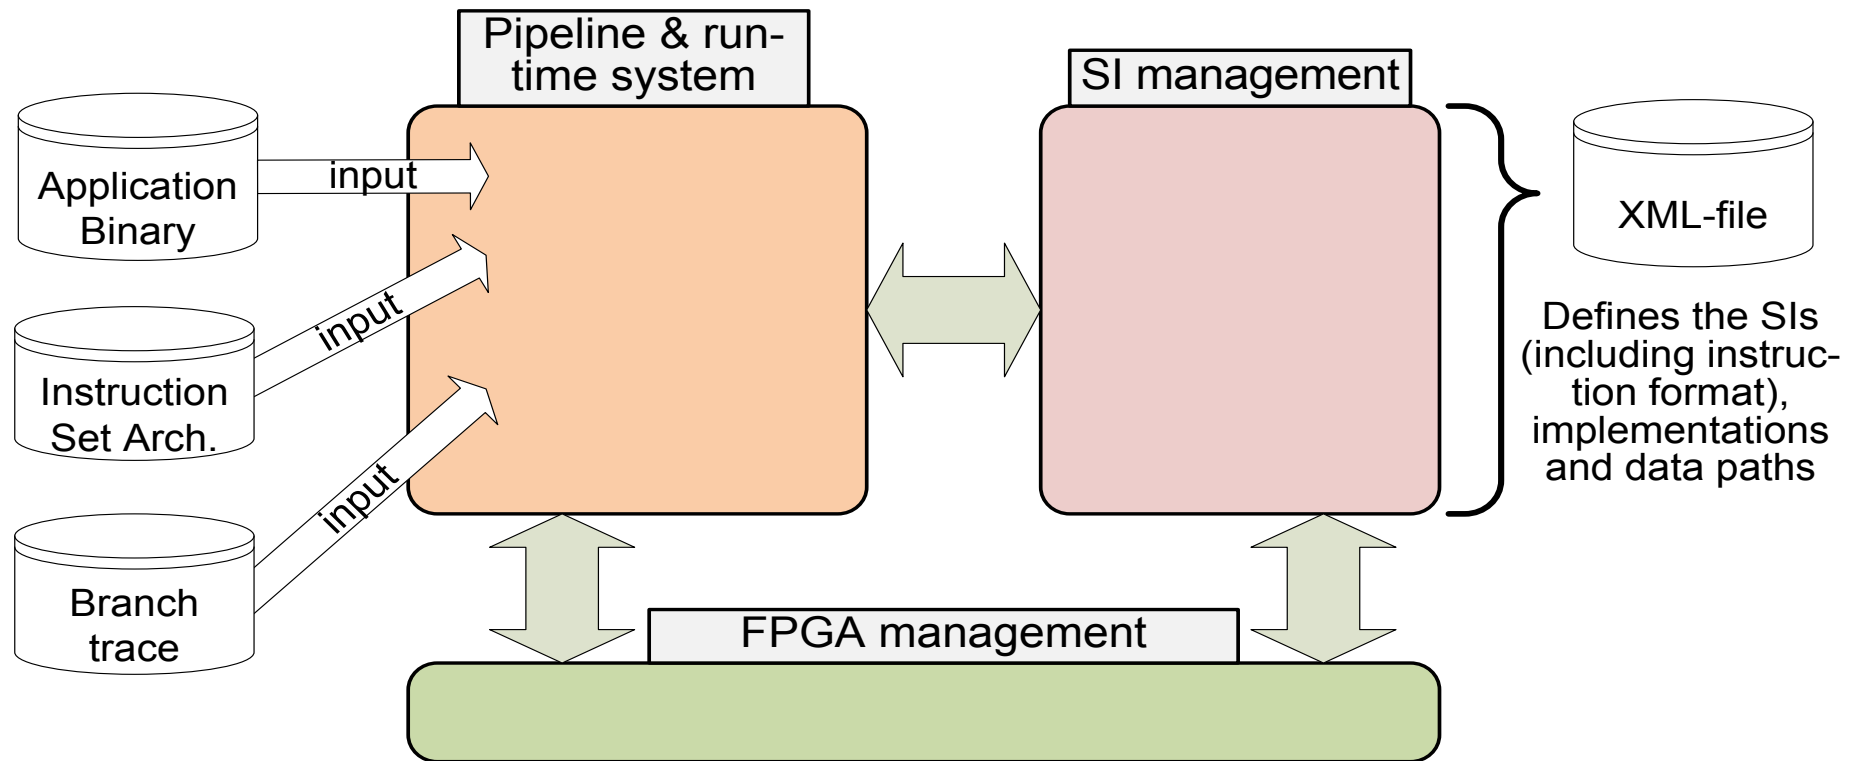 Pipeline & run-
time system
SI management
Application
Binary
input
XML-file
Instruction
Set Arch.
input
Defines the SIs
(including instruc-
tion format),
implementations
and data paths
Branch
trace
input
FPGA management